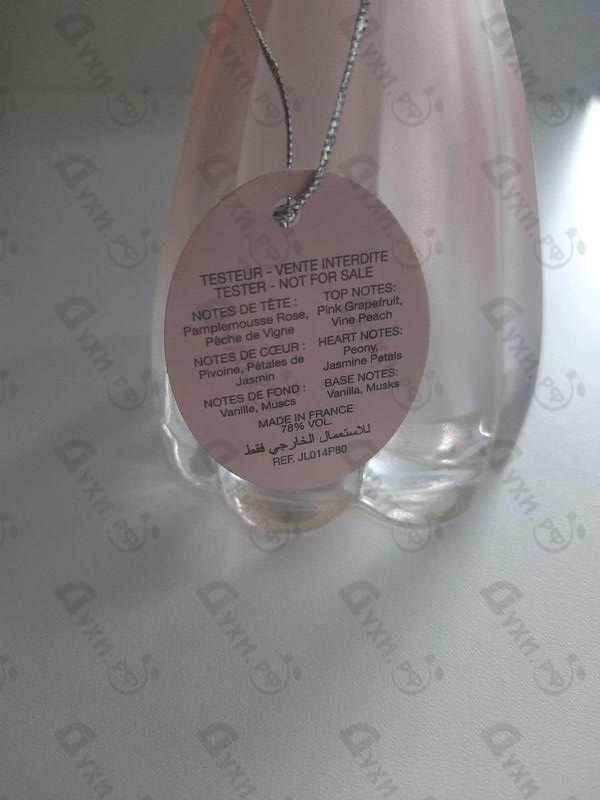 TESTEUR - VENTE INTERDITE
TESTER - NOT FOR SALE
NOTES DE TÊTE :
Pamplemousse Rose,
Pêche de Vigne
NOTES DE CŒUR :
Pivoine, Pétales de
Jasmin
NOTES DE FOND :
Vanille, Muscs
TOP NOTES:
Pink Grapefruit,
Vine Peach
HEART NOTES:
Peony,
Jasmine Petals
BASE NOTES:
Vanilla, Musks
MADE IN FRANCE
78% VOL.
للاستعمال الخارجي فقط
REF. JL014P80
Духи.рф